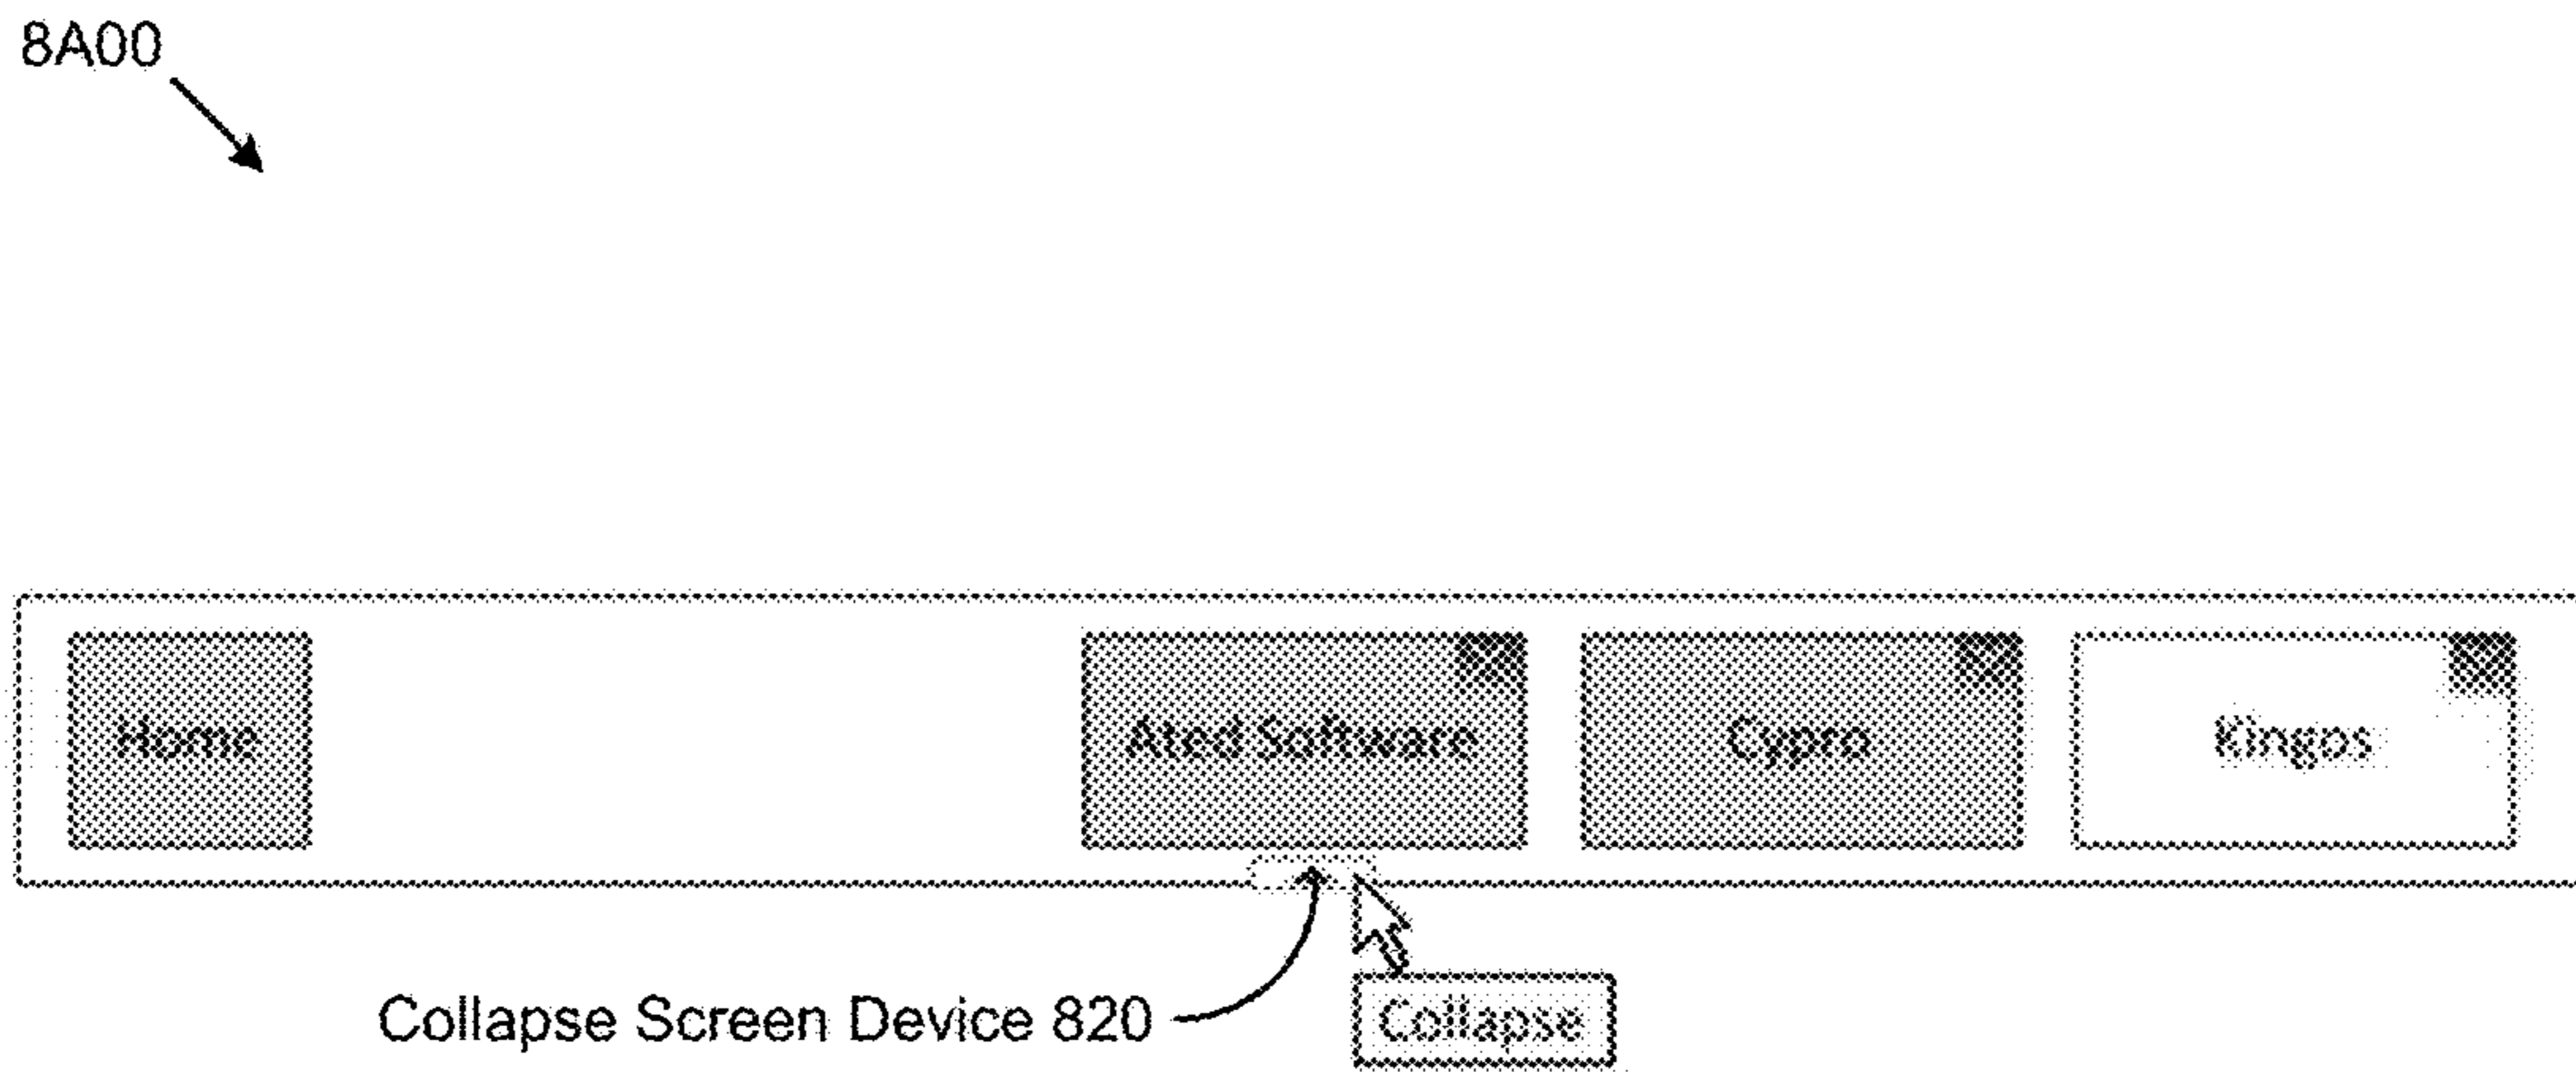 8A00
Home
Ated Software
Cypro
Kingos
Collapse Screen Device 820
Collapse